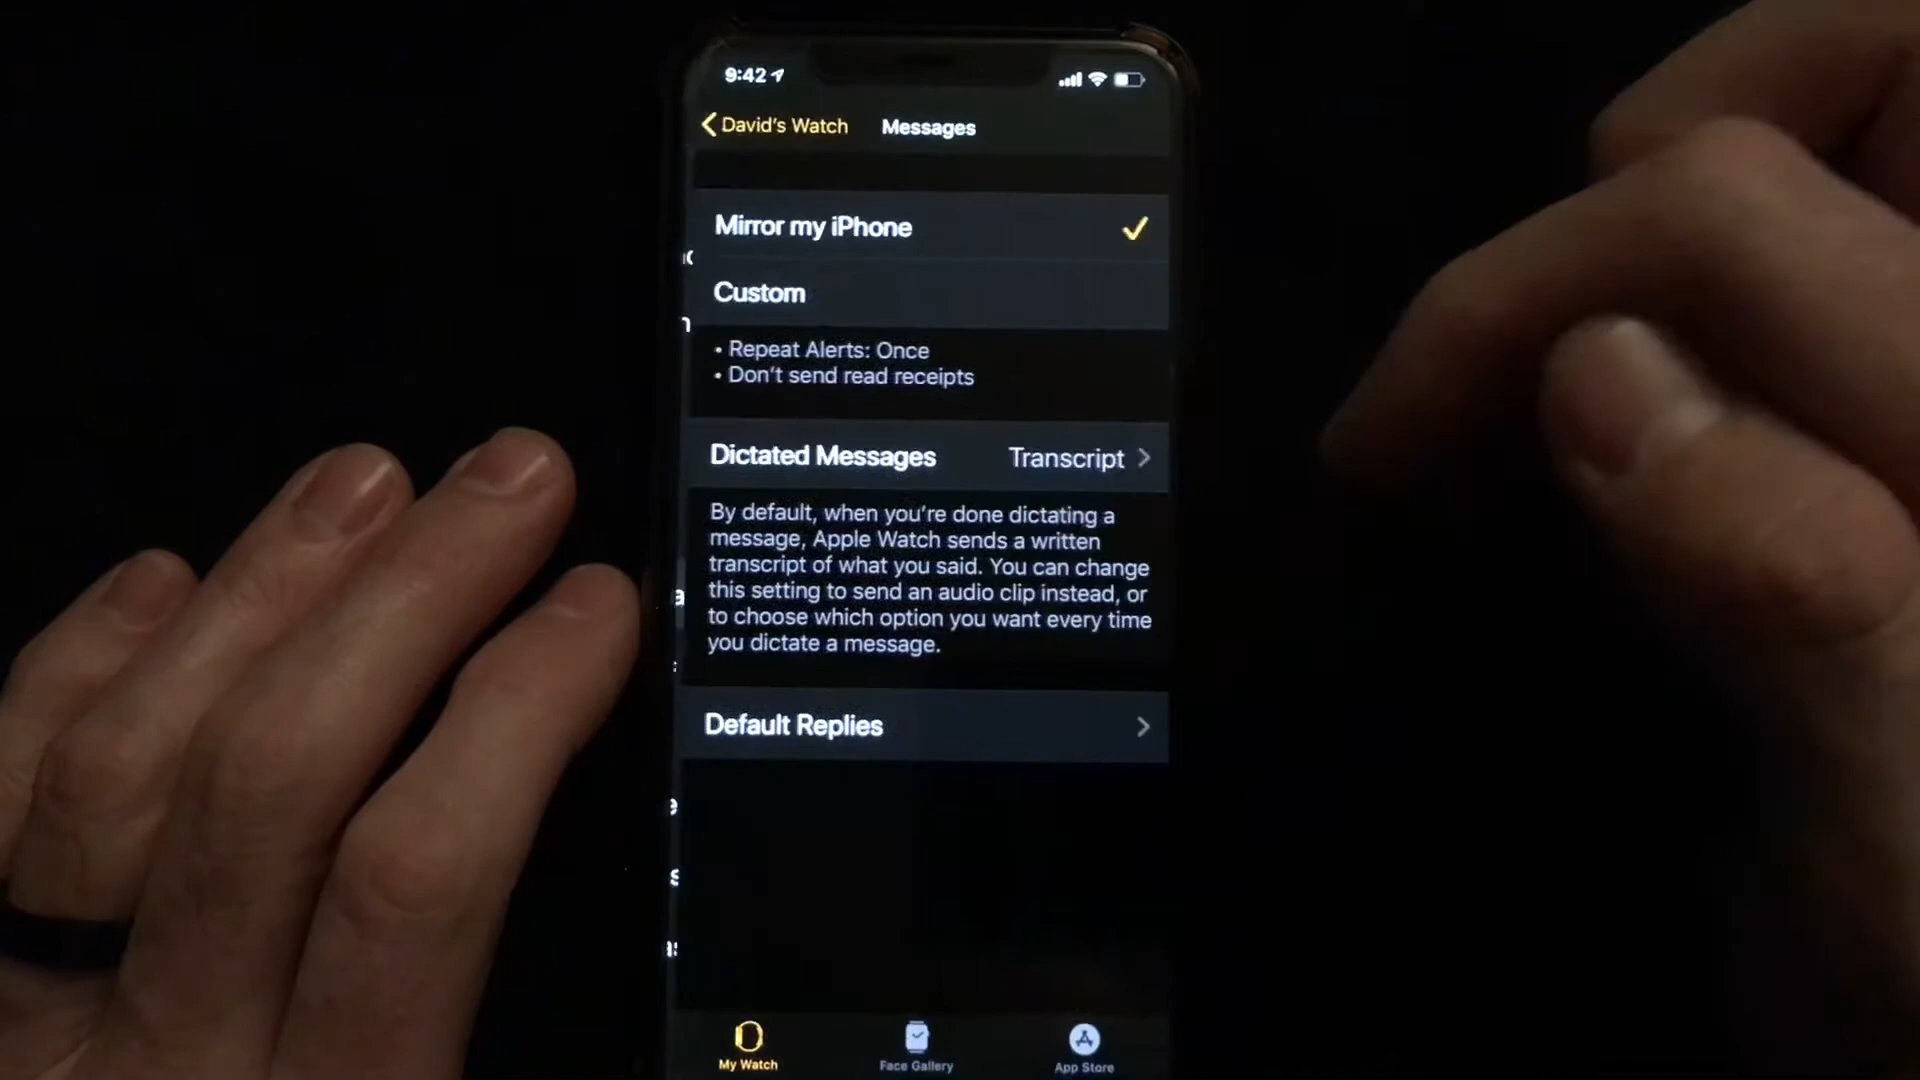 9:42
David's Watch Messages
Mirror my iPhone
Custom
• Repeat Alerts: Once
• Don't send read receipts
Dictated Messages Transcript
By default, when you're done dictating a
message, Apple Watch sends a written
transcript of what you said. You can change
this setting to send an audio clip instead, or
to choose which option you want every time
you dictate a message.
Default Replies
My Watch Face Gallery App Store